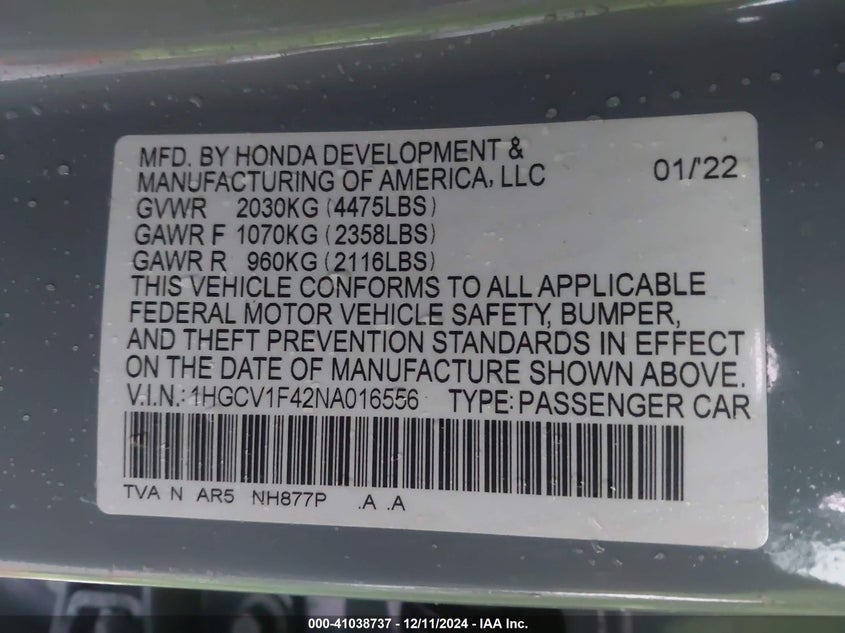 MFD. BY HONDA DEVELOPMENT &
MANUFACTURING OF AMERICA, LLC 01/'22
GVWR 2030KG (4475LBS)
GAWR F 1070KG (2358LBS)
GAWR R 960KG (2116LBS)
THIS VEHICLE CONFORMS TO ALL APPLICABLE
FEDERAL MOTOR VEHICLE SAFETY, BUMPER,
AND THEFT PREVENTION STANDARDS IN EFFECT
ON THE DATE OF MANUFACTURE SHOWN ABOVE.
V.I.N.: 1HGCV1F42NA016556 TYPE: PASSENGER CAR
TVA N AR5 NH877P .A .A
000-41038737 - 12/11/2024 - IAA Inc.